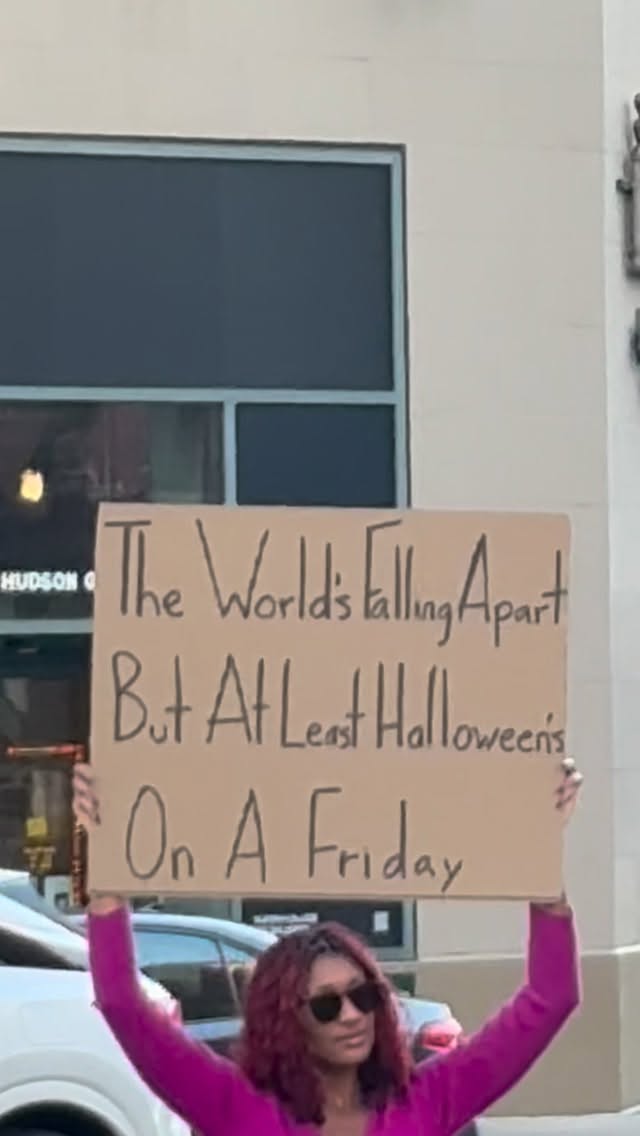 HUDSON
The World's Falling Apart
But At Least Halloween's
On A Friday